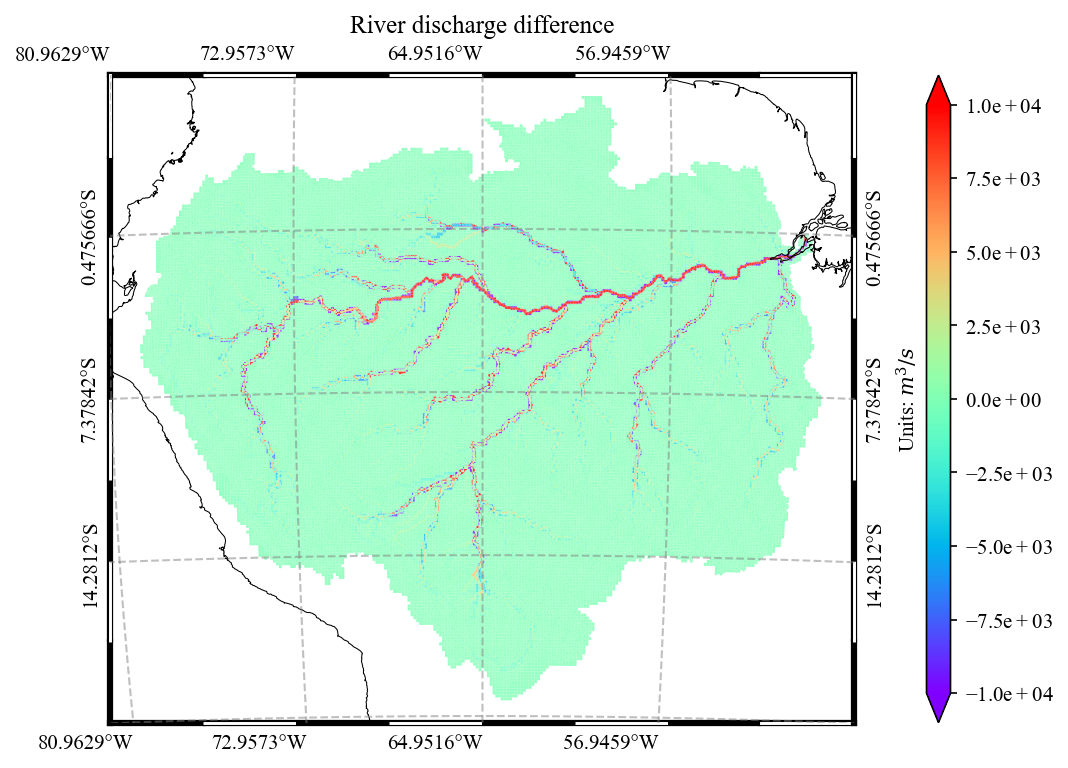 River discharge difference
80.9629°W 72.9573°W 64.9516°W 56.9459°W
0.475666°S
7.37842°S
14.2812°S
0.475666°S
7.37842°S
14.2812°S
80.9629°W 72.9573°W 64.9516°W 56.9459°W
Units: m³/s
1.0e+04
7.5e+03
5.0e+03
2.5e+03
0.0e+00
−2.5e+03
−5.0e+03
−7.5e+03
−1.0e+04